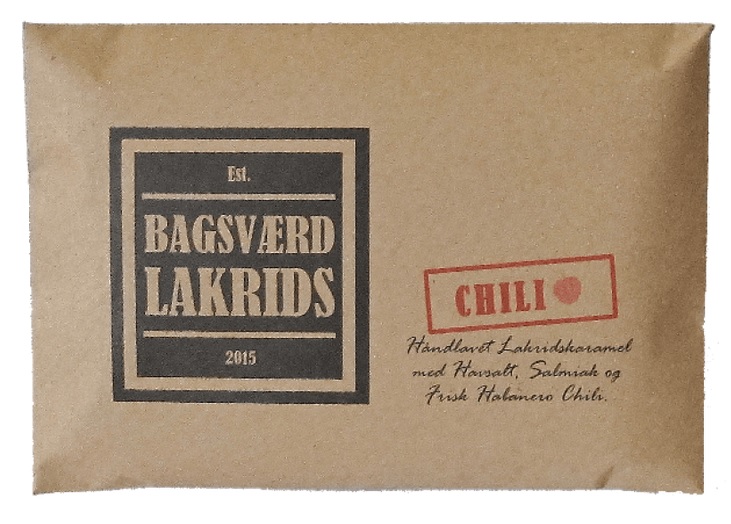 Est.
BAGSVÆRD
LAKRIDS
2015
CHILI
Håndlavet Lakridskaramel
med Havsalt, Salmiak og
Frisk Habanero Chili.